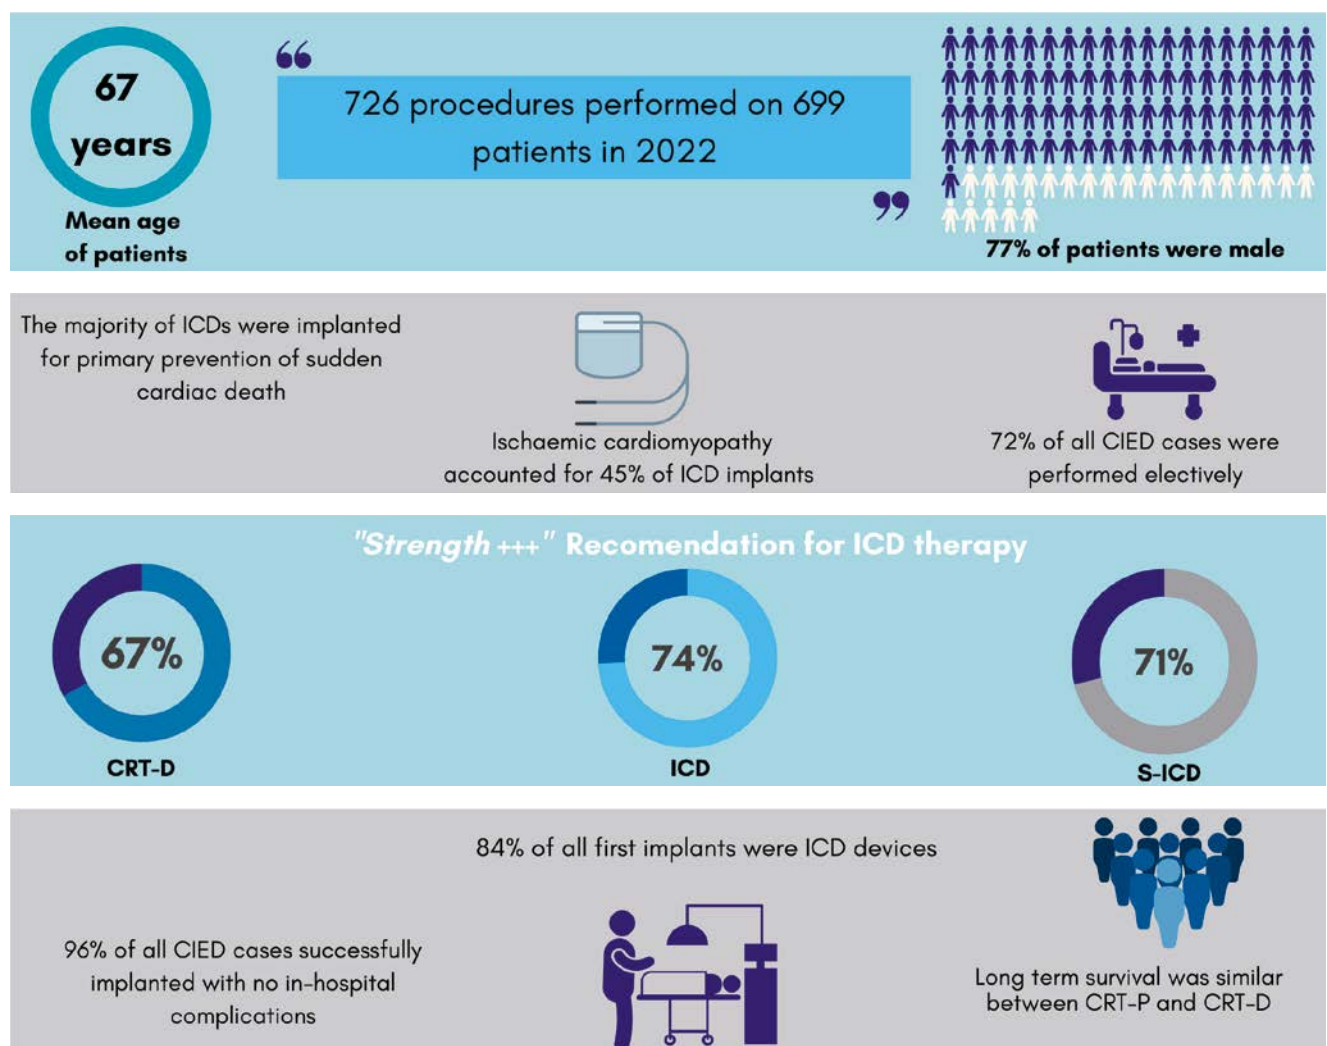 67
years
Mean age
of patients
“
726 procedures performed on 699
patients in 2022
”
77% of patients were male
The majority of ICDs were implanted
for primary prevention of sudden
cardiac death
Ischaemic cardiomyopathy
accounted for 45% of ICD implants
72% of all CIED cases were
performed electively
"Strength +++" Recomendation for ICD therapy
67%
CRT-D
74%
ICD
71%
S-ICD
84% of all first implants were ICD devices
96% of all CIED cases successfully
implanted with no in-hospital
complications
Long term survival was similar
between CRT-P and CRT-D